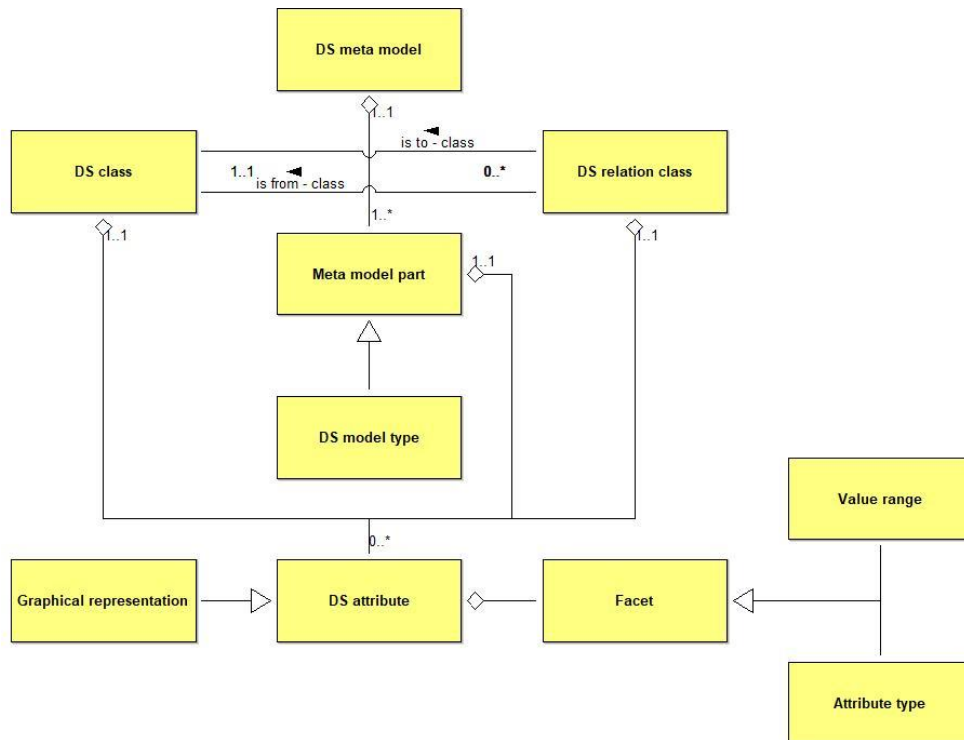 DS meta model
1..1
is to - class
DS class
1..1
0..*
DS relation class
is from - class
1..*
1..1
1..1
1..1
Meta model part
DS model type
Value range
0..*
Graphical representation
DS attribute
Facet
Attribute type